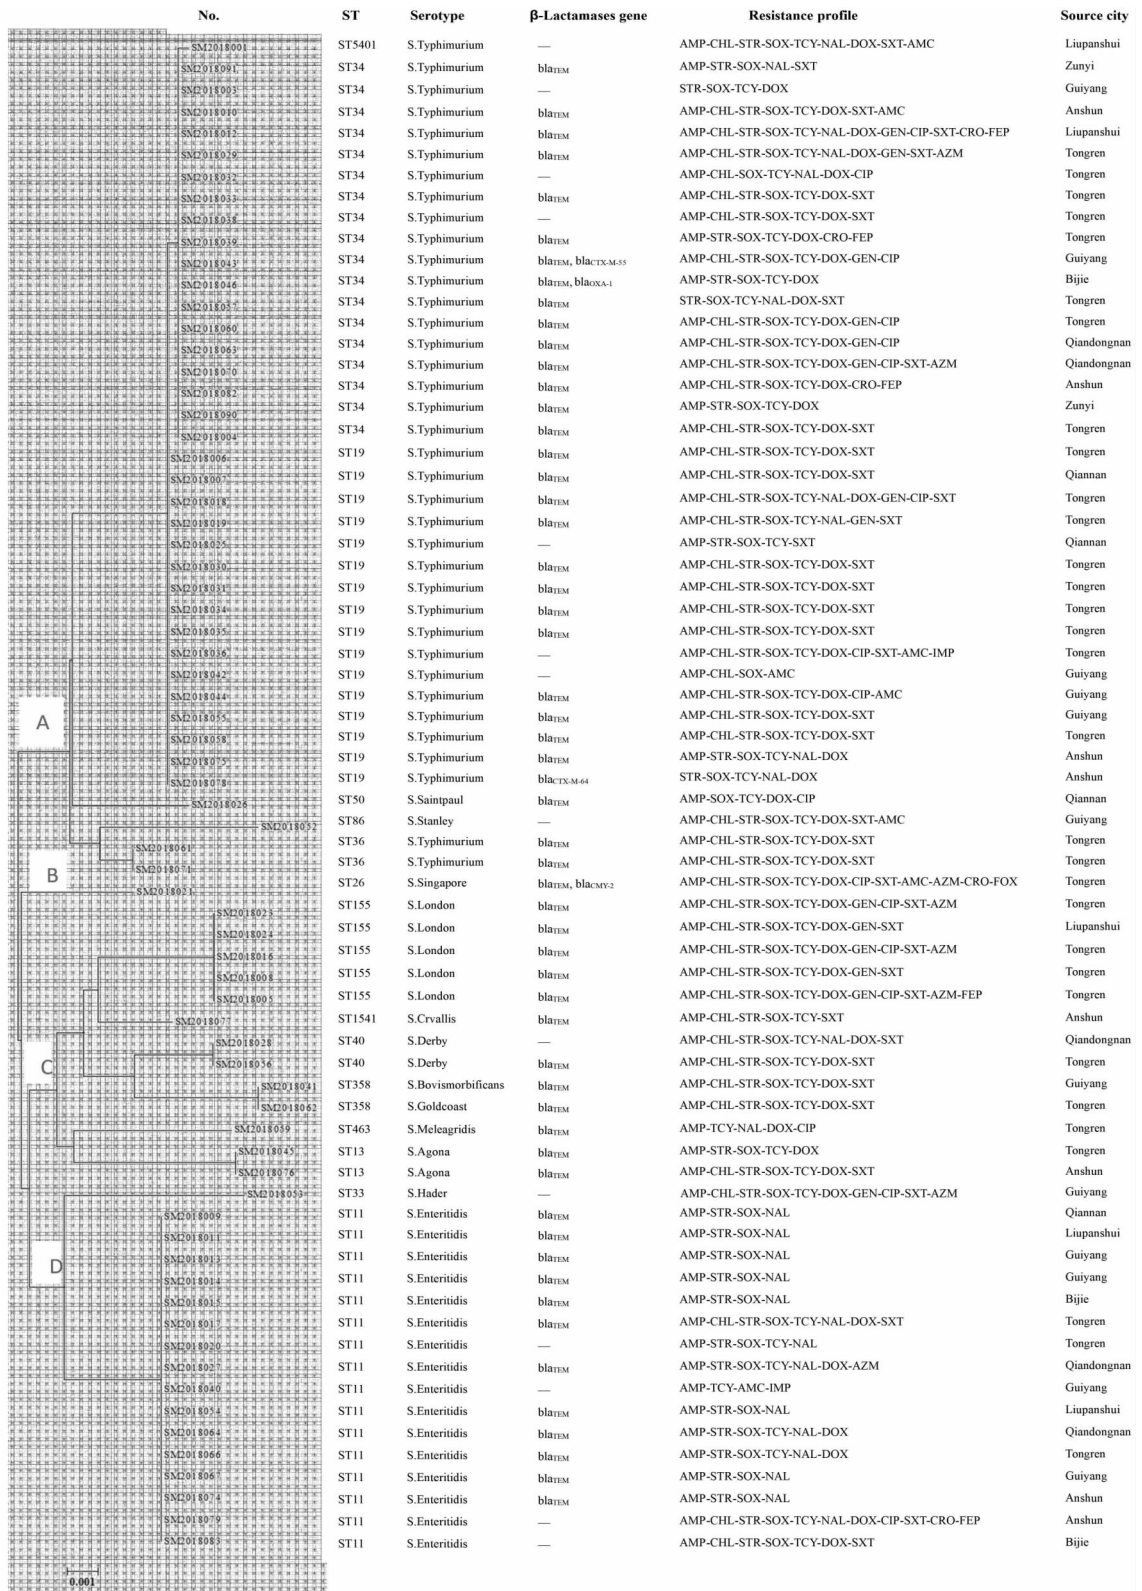 No. ST Serotype β-Lactamases gene Resistance profile Source city
SM2018001 ST5401 S.Typhimurium — AMP-CHL-STR-SOX-TCY-NAL-DOX-SXT-AMC Liupanshui
SM2018091 ST34 S.Typhimurium blaTEM AMP-STR-SOX-NAL-SXT Zunyi
SM2018003 ST34 S.Typhimurium — STR-SOX-TCY-DOX Guiyang
SM2018010 ST34 S.Typhimurium blaTEM AMP-CHL-STR-SOX-TCY-DOX-SXT-AMC Anshun
SM2018012 ST34 S.Typhimurium blaTEM AMP-CHL-STR-SOX-TCY-NAL-DOX-GEN-CIP-SXT-CRO-FEP Liupanshui
SM2018029 ST34 S.Typhimurium blaTEM AMP-CHL-STR-SOX-TCY-NAL-DOX-GEN-SXT-AZM Tongren
SM2018032 ST34 S.Typhimurium — AMP-CHL-SOX-TCY-NAL-DOX-CIP Tongren
SM2018033 ST34 S.Typhimurium blaTEM AMP-CHL-STR-SOX-TCY-DOX-SXT Tongren
SM2018038 ST34 S.Typhimurium — AMP-CHL-STR-SOX-TCY-DOX-SXT Tongren
SM2018039 ST34 S.Typhimurium blaTEM AMP-STR-SOX-TCY-DOX-CRO-FEP Tongren
SM2018043 ST34 S.Typhimurium blaTEM, blaCTX-M-55 AMP-CHL-STR-SOX-TCY-DOX-GEN-CIP Guiyang
SM2018046 ST34 S.Typhimurium blaTEM, blaOXA-1 AMP-STR-SOX-TCY-DOX Bijie
SM2018057 ST34 S.Typhimurium blaTEM STR-SOX-TCY-NAL-DOX-SXT Tongren
SM2018060 ST34 S.Typhimurium blaTEM AMP-CHL-STR-SOX-TCY-DOX-GEN-CIP Tongren
SM2018063 ST34 S.Typhimurium blaTEM AMP-CHL-STR-SOX-TCY-DOX-GEN-CIP Qiandongnan
SM2018070 ST34 S.Typhimurium blaTEM AMP-CHL-STR-SOX-TCY-DOX-GEN-CIP-SXT-AZM Qiandongnan
SM2018082 ST34 S.Typhimurium blaTEM AMP-CHL-STR-SOX-TCY-DOX-CRO-FEP Anshun
SM2018090 ST34 S.Typhimurium blaTEM AMP-STR-SOX-TCY-DOX Zunyi
SM2018004 ST34 S.Typhimurium blaTEM AMP-CHL-STR-SOX-TCY-DOX-SXT Tongren
SM2018006 ST19 S.Typhimurium blaTEM AMP-CHL-STR-SOX-TCY-DOX-SXT Tongren
SM2018007 ST19 S.Typhimurium blaTEM AMP-CHL-STR-SOX-TCY-DOX-SXT Qiannan
SM2018018 ST19 S.Typhimurium blaTEM AMP-CHL-STR-SOX-TCY-NAL-DOX-GEN-CIP-SXT Tongren
SM2018019 ST19 S.Typhimurium blaTEM AMP-CHL-STR-SOX-TCY-NAL-GEN-SXT Tongren
SM2018025 ST19 S.Typhimurium — AMP-STR-SOX-TCY-SXT Qiannan
SM2018030 ST19 S.Typhimurium blaTEM AMP-CHL-STR-SOX-TCY-DOX-SXT Tongren
SM2018031 ST19 S.Typhimurium blaTEM AMP-CHL-STR-SOX-TCY-DOX-SXT Tongren
SM2018034 ST19 S.Typhimurium blaTEM AMP-CHL-STR-SOX-TCY-DOX-SXT Tongren
SM2018035 ST19 S.Typhimurium blaTEM AMP-CHL-STR-SOX-TCY-DOX-SXT Tongren
SM2018036 ST19 S.Typhimurium — AMP-CHL-STR-SOX-TCY-DOX-CIP-SXT-AMC-IMP Tongren
SM2018042 ST19 S.Typhimurium — AMP-CHL-SOX-AMC Guiyang
SM2018044 ST19 S.Typhimurium blaTEM AMP-CHL-STR-SOX-TCY-DOX-CIP-AMC Guiyang
A
SM2018055 ST19 S.Typhimurium blaTEM AMP-CHL-STR-SOX-TCY-DOX-SXT Guiyang
SM2018058 ST19 S.Typhimurium blaTEM AMP-CHL-STR-SOX-TCY-DOX-SXT Tongren
SM2018075 ST19 S.Typhimurium blaTEM AMP-STR-SOX-TCY-NAL-DOX Anshun
SM2018078 ST19 S.Typhimurium blaCTX-M-64 STR-SOX-TCY-NAL-DOX Anshun
SM2018026 ST50 S.Saintpaul blaTEM AMP-SOX-TCY-DOX-CIP Qiannan
SM2018052 ST86 S.Stanley — AMP-CHL-STR-SOX-TCY-DOX-SXT-AMC Guiyang
SM2018061 ST36 S.Typhimurium blaTEM AMP-CHL-STR-SOX-TCY-DOX-SXT Tongren
SM2018071 ST36 S.Typhimurium blaTEM AMP-CHL-STR-SOX-TCY-DOX-SXT Tongren
B
SM2018021 ST26 S.Singapore blaTEM, blaCMY-2 AMP-CHL-STR-SOX-TCY-DOX-CIP-SXT-AMC-AZM-CRO-FOX Tongren
SM2018023 ST155 S.London blaTEM AMP-CHL-STR-SOX-TCY-DOX-GEN-CIP-SXT-AZM Tongren
SM2018024 ST155 S.London blaTEM AMP-CHL-STR-SOX-TCY-DOX-GEN-SXT Liupanshui
SM2018016 ST155 S.London blaTEM AMP-CHL-STR-SOX-TCY-DOX-GEN-CIP-SXT-AZM Tongren
SM2018008 ST155 S.London blaTEM AMP-CHL-STR-SOX-TCY-DOX-GEN-SXT Tongren
SM2018005 ST155 S.London blaTEM AMP-CHL-STR-SOX-TCY-DOX-GEN-CIP-SXT-AZM-FEP Tongren
SM2018077 ST1541 S.Crvallis blaTEM AMP-CHL-STR-SOX-TCY-SXT Anshun
SM2018028 ST40 S.Derby — AMP-CHL-STR-SOX-TCY-NAL-DOX-SXT Qiandongnan
C
SM2018056 ST40 S.Derby blaTEM AMP-CHL-STR-SOX-TCY-DOX-SXT Tongren
SM2018041 ST358 S.Bovismorbificans blaTEM AMP-CHL-STR-SOX-TCY-DOX-SXT Guiyang
SM2018062 ST358 S.Goldcoast blaTEM AMP-CHL-STR-SOX-TCY-DOX-SXT Tongren
SM2018059 ST463 S.Meleagridis blaTEM AMP-TCY-NAL-DOX-CIP Tongren
SM2018045 ST13 S.Agona blaTEM AMP-STR-SOX-TCY-DOX Tongren
SM2018076 ST13 S.Agona blaTEM AMP-CHL-STR-SOX-TCY-DOX-SXT Anshun
SM2018053 ST33 S.Hader — AMP-CHL-STR-SOX-TCY-DOX-GEN-CIP-SXT-AZM Guiyang
SM2018009 ST11 S.Enteritidis blaTEM AMP-STR-SOX-NAL Qiannan
SM2018011 ST11 S.Enteritidis blaTEM AMP-STR-SOX-NAL Liupanshui
SM2018013 ST11 S.Enteritidis blaTEM AMP-STR-SOX-NAL Guiyang
D
SM2018014 ST11 S.Enteritidis blaTEM AMP-STR-SOX-NAL Guiyang
SM2018015 ST11 S.Enteritidis blaTEM AMP-STR-SOX-NAL Bijie
SM2018017 ST11 S.Enteritidis blaTEM AMP-CHL-STR-SOX-TCY-NAL-DOX-SXT Tongren
SM2018020 ST11 S.Enteritidis — AMP-STR-SOX-TCY-NAL Tongren
SM2018027 ST11 S.Enteritidis blaTEM AMP-STR-SOX-TCY-NAL-DOX-AZM Qiandongnan
SM2018040 ST11 S.Enteritidis — AMP-TCY-AMC-IMP Guiyang
SM2018054 ST11 S.Enteritidis blaTEM AMP-STR-SOX-NAL Liupanshui
SM2018064 ST11 S.Enteritidis blaTEM AMP-STR-SOX-TCY-NAL-DOX Qiandongnan
SM2018066 ST11 S.Enteritidis blaTEM AMP-STR-SOX-TCY-NAL-DOX Tongren
SM2018067 ST11 S.Enteritidis blaTEM AMP-STR-SOX-NAL Guiyang
SM2018074 ST11 S.Enteritidis blaTEM AMP-STR-SOX-NAL Anshun
SM2018079 ST11 S.Enteritidis — AMP-CHL-STR-SOX-TCY-NAL-DOX-CIP-SXT-CRO-FEP Anshun
SM2018083 ST11 S.Enteritidis — AMP-CHL-STR-SOX-TCY-DOX-SXT Bijie
0.001